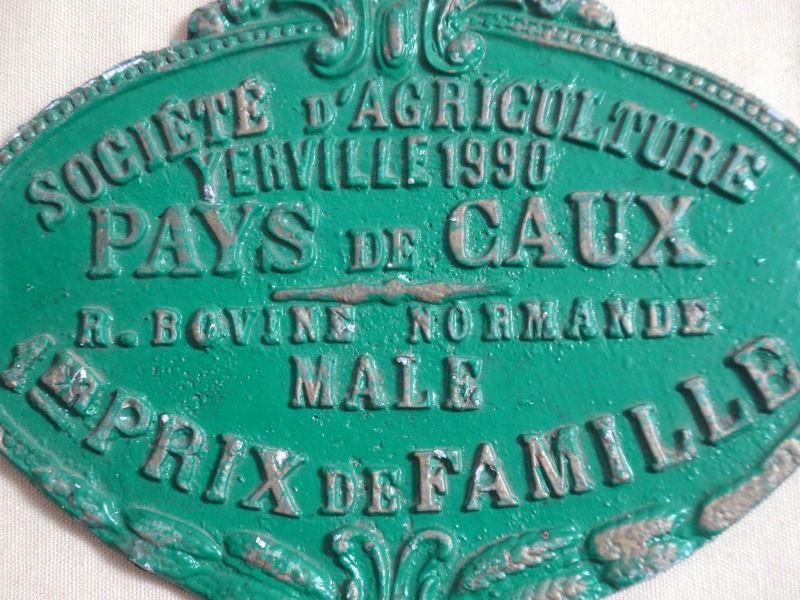 SOCIÉTÉ D'AGRICULTURE
YERVILLE 1990
PAYS DE CAUX
R. BOVINE NORMANDE
MALE
1ER PRIX DE FAMILLE